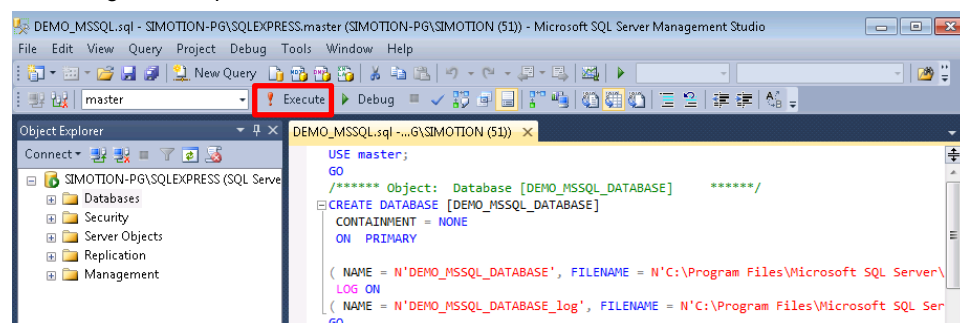 DEMO_MSSQL.sql - SIMOTION-PG\SQLEXPRESS.master (SIMOTION-PG\SIMOTION (51)) - Microsoft SQL Server Management Studio
File Edit View Query Project Debug Tools Window Help
New Query
master Execute Debug
Object Explorer
Connect
SIMOTION-PG\SQLEXPRESS (SQL Serve
Databases
Security
Server Objects
Replication
Management
DEMO_MSSQL.sql -...G\SIMOTION (51))
USE master;
GO
/****** Object: Database [DEMO_MSSQL_DATABASE] ******/
CREATE DATABASE [DEMO_MSSQL_DATABASE]
CONTAINMENT = NONE
ON PRIMARY
( NAME = N'DEMO_MSSQL_DATABASE', FILENAME = N'C:\Program Files\Microsoft SQL Server\
LOG ON
( NAME = N'DEMO_MSSQL_DATABASE_log', FILENAME = N'C:\Program Files\Microsoft SQL Ser
GO